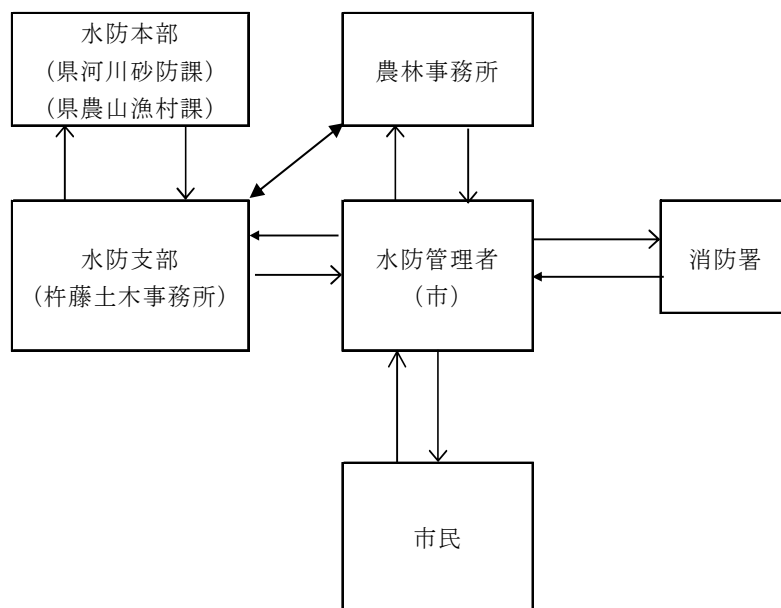 水防本部
（県河川砂防課）
（県農山漁村課）
農林事務所
水防支部
（杵藤土木事務所）
水防管理者
（市）
消防署
市民